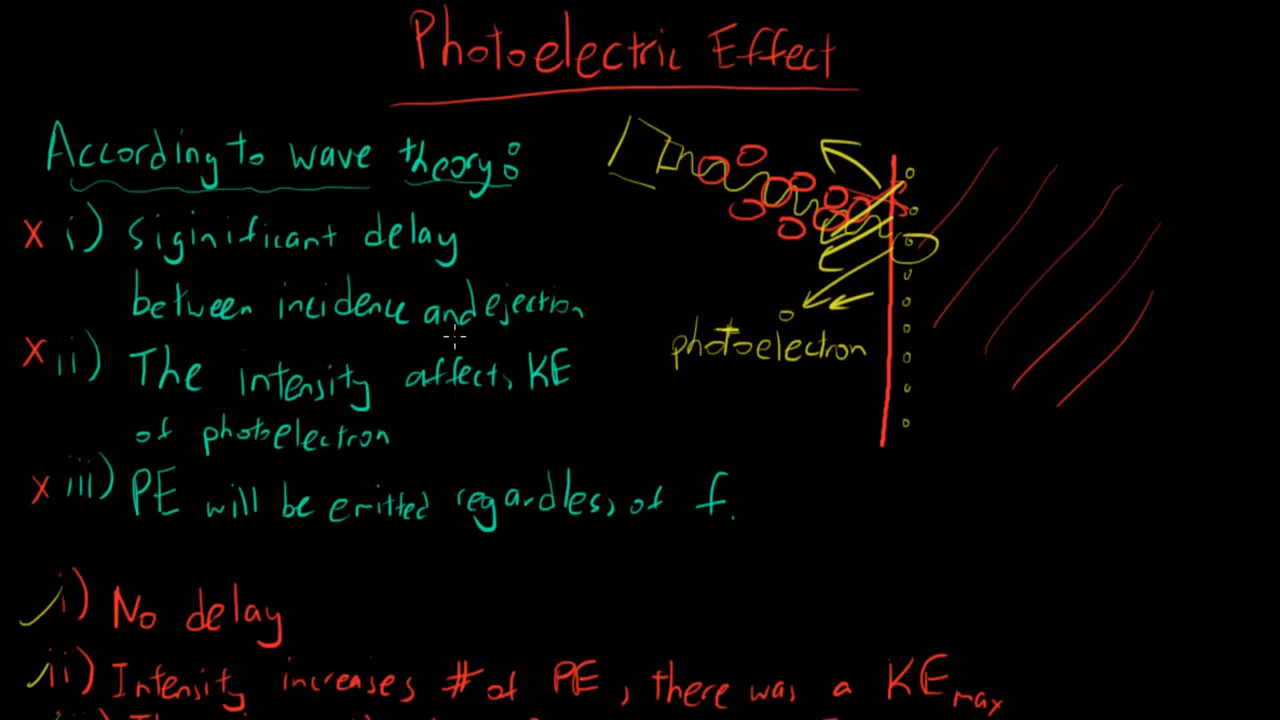 Photoelectric Effect
According to wave theory:
x i) Siginificant delay
between incidence and ejection
x ii) The intensity affects KE
of photoelectron
x iii) PE will be emitted regardless of f.
photoelectron
i) No delay
ii) Intensity increases # of PE, there was a KEmax